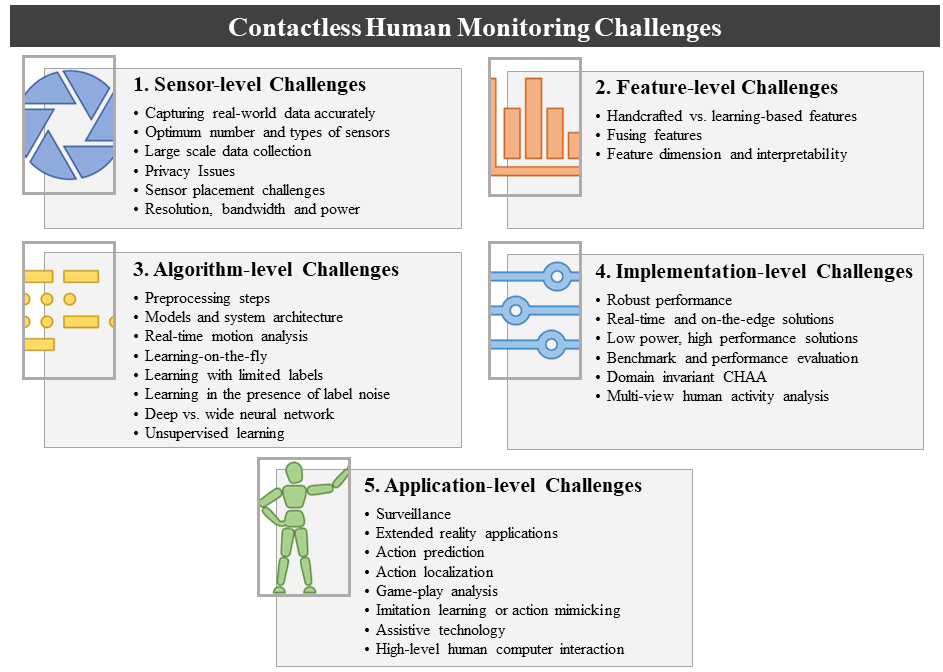 Contactless Human Monitoring Challenges
1. Sensor-level Challenges
• Capturing real-world data accurately
• Optimum number and types of sensors
• Large scale data collection
• Privacy Issues
• Sensor placement challenges
• Resolution, bandwidth and power
2. Feature-level Challenges
• Handcrafted vs. learning-based features
• Fusing features
• Feature dimension and interpretability
3. Algorithm-level Challenges
• Preprocessing steps
• Models and system architecture
• Real-time motion analysis
• Learning-on-the-fly
• Learning with limited labels
• Learning in the presence of label noise
• Deep vs. wide neural network
• Unsupervised learning
4. Implementation-level Challenges
• Robust performance
• Real-time and on-the-edge solutions
• Low power, high performance solutions
• Benchmark and performance evaluation
• Domain invariant CHAA
• Multi-view human activity analysis
5. Application-level Challenges
• Surveillance
• Extended reality applications
• Action prediction
• Action localization
• Game-play analysis
• Imitation learning or action mimicking
• Assistive technology
• High-level human computer interaction